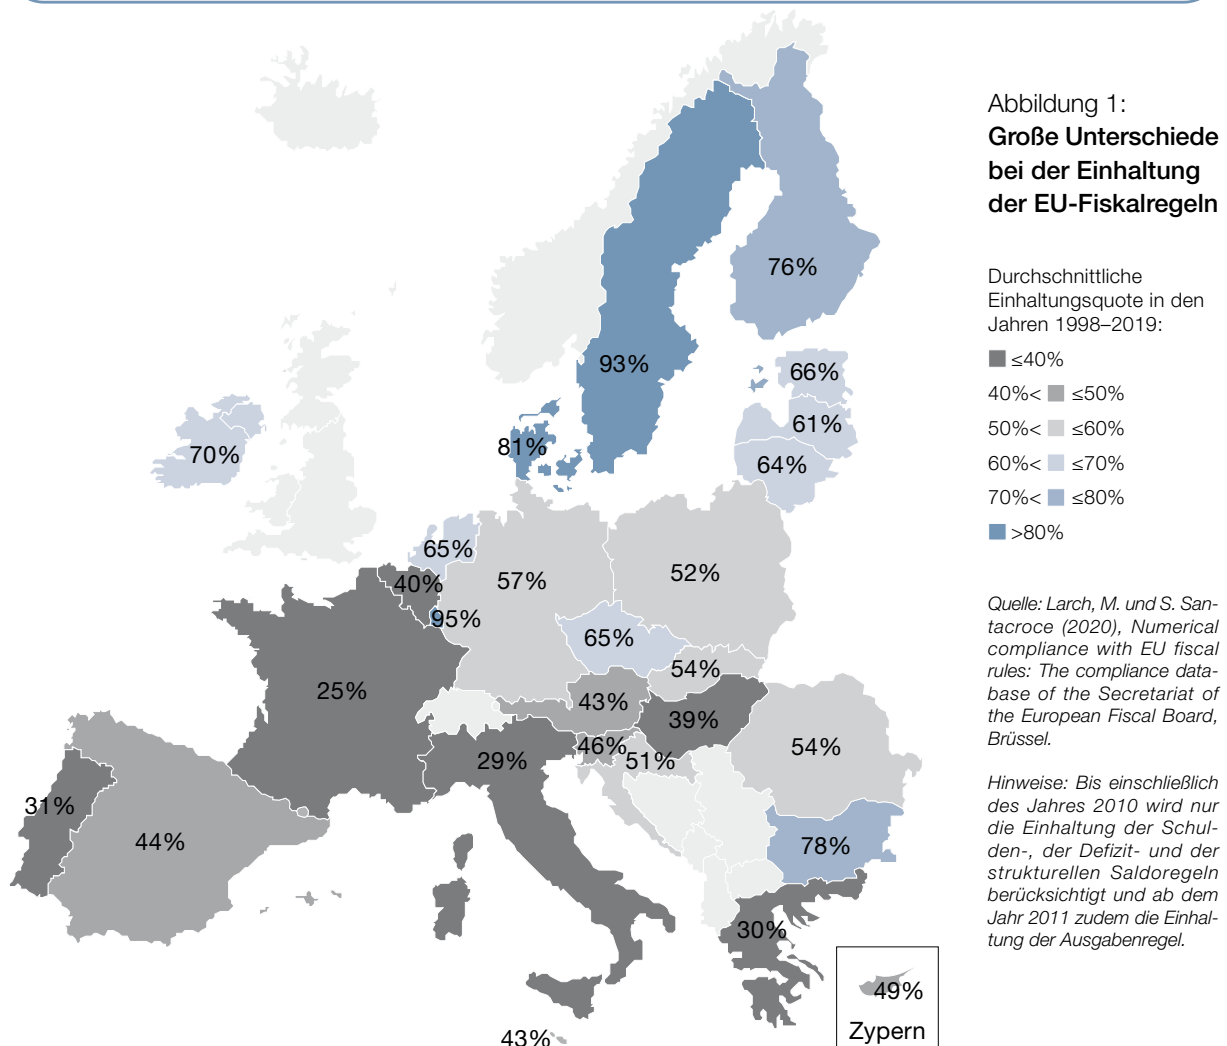 Abbildung 1:
Große Unterschiede
bei der Einhaltung
der EU-Fiskalregeln
Durchschnittliche
Einhaltungsquote in den
Jahren 1998–2019:
≤40%
40%< ≤50%
50%< ≤60%
60%< ≤70%
70%< ≤80%
>80%
Quelle: Larch, M. und S. San-
tacroce (2020), Numerical
compliance with EU fiscal
rules: The compliance data-
base of the Secretariat of
the European Fiscal Board,
Brüssel.
Hinweise: Bis einschließlich
des Jahres 2010 wird nur
die Einhaltung der Schul-
den-, der Defizit- und der
strukturellen Saldoregeln
berücksichtigt und ab dem
Jahr 2011 zudem die Einhal-
tung der Ausgabenregel.
76%
93%
66%
61%
64%
81%
70%
65%
57%
52%
40%
95%
65%
54%
25%
43%
39%
46%
51%
29%
54%
31%
44%
78%
30%
49%
Zypern
43%